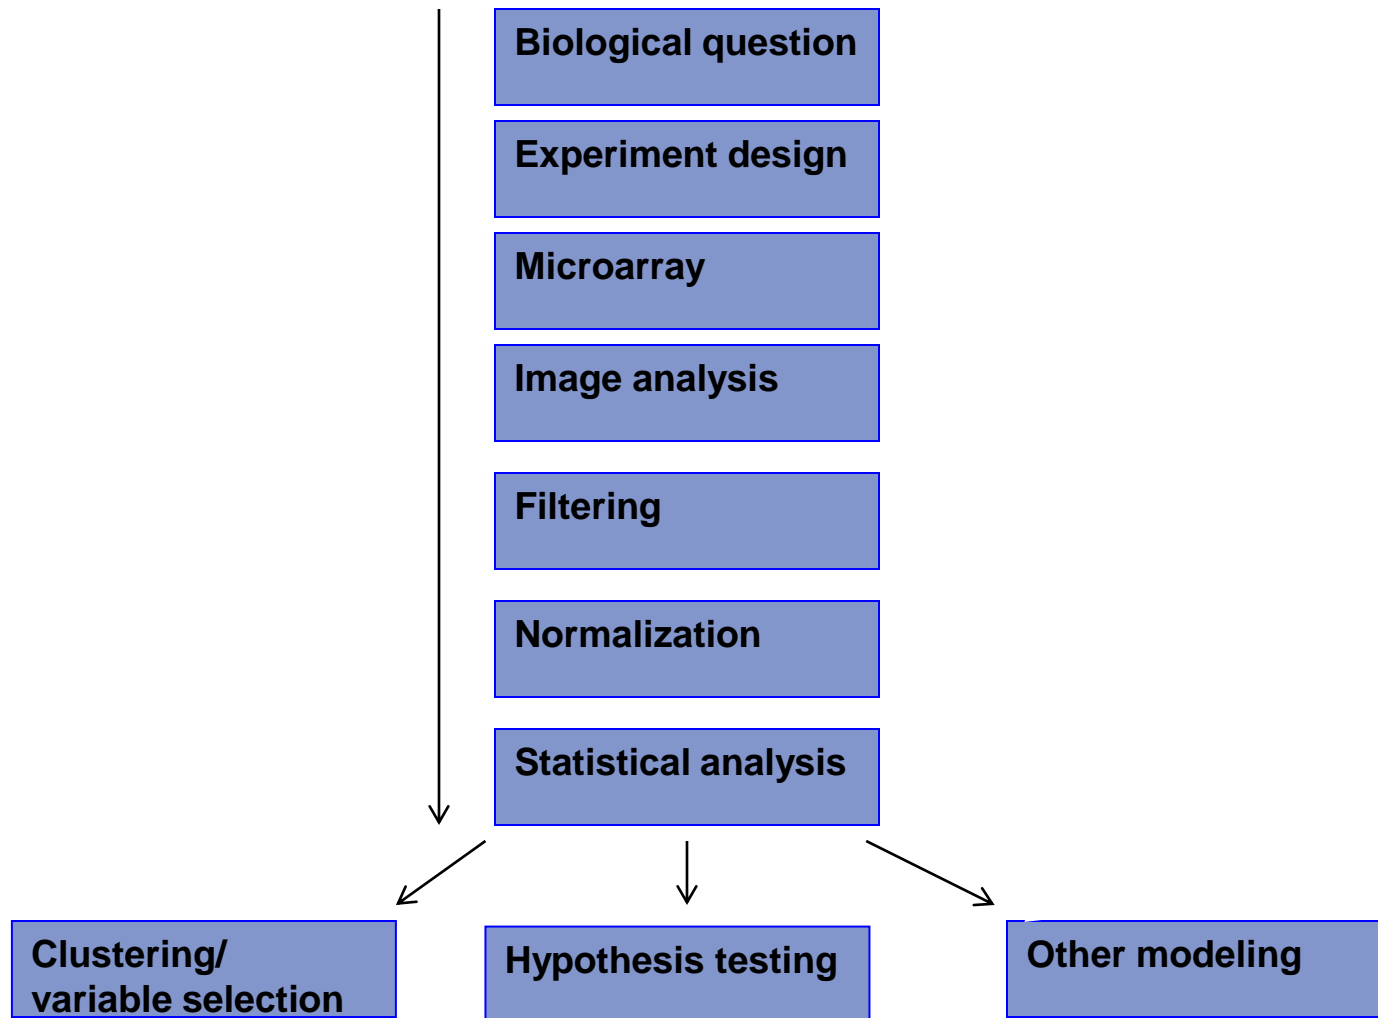 Biological question
Experiment design
Microarray
Image analysis
Filtering
Normalization
Statistical analysis
Clustering/
variable selection
Hypothesis testing
Other modeling